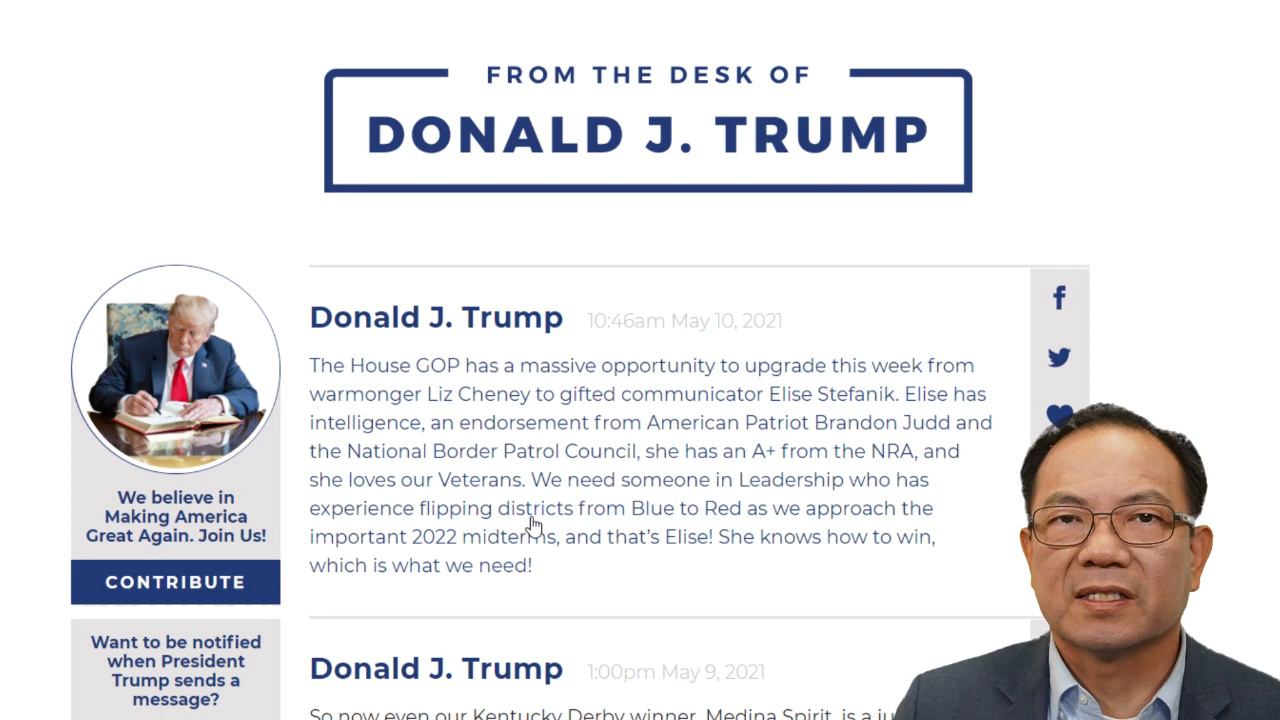 FROM THE DESK OF
DONALD J. TRUMP
Donald J. Trump 10:46am May 10, 2021
The House GOP has a massive opportunity to upgrade this week from
warmonger Liz Cheney to gifted communicator Elise Stefanik. Elise has
intelligence, an endorsement from American Patriot Brandon Judd and
the National Border Patrol Council, she has an A+ from the NRA, and
she loves our Veterans. We need someone in Leadership who has
experience flipping districts from Blue to Red as we approach the
important 2022 midterms, and that's Elise! She knows how to win,
which is what we need!
We believe in
Making America
Great Again. Join Us!
CONTRIBUTE
Want to be notified
when President
Trump sends a
message?
Donald J. Trump 1:00pm May 9, 2021
So now even our Kentucky Derby winner, Medina Spirit, is a